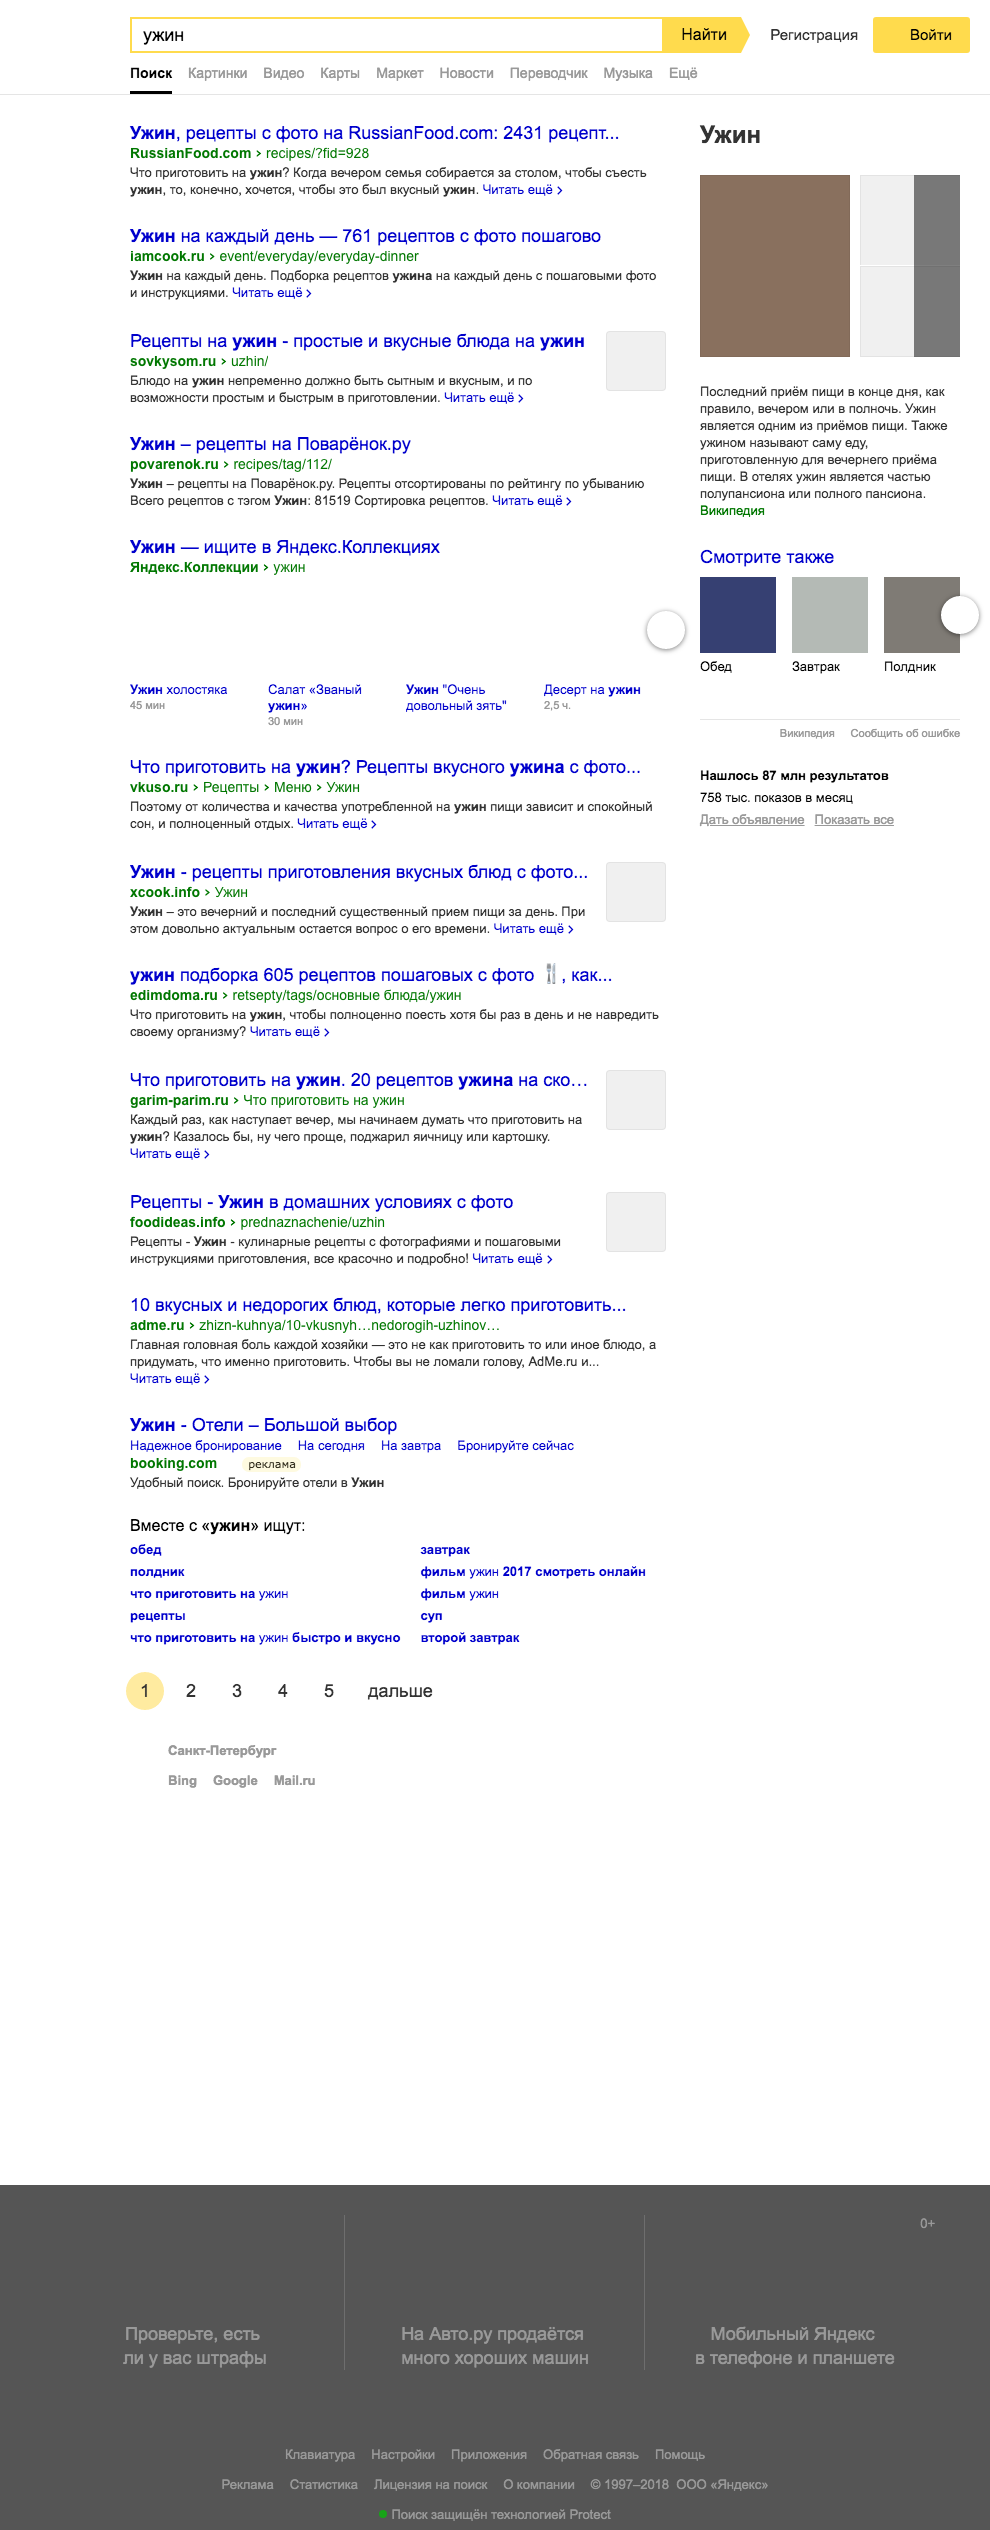 ужин
Найти
Регистрация
Войти
Поиск Картинки Видео Карты Маркет Новости Переводчик Музыка Ещё
Ужин, рецепты с фото на RussianFood.com: 2431 рецепт...
RussianFood.com › recipes/?fid=928
Что приготовить на ужин? Когда вечером семья собирается за столом, чтобы съесть
ужин, то, конечно, хочется, чтобы это был вкусный ужин. Читать ещё ›
Ужин на каждый день — 761 рецептов с фото пошагово
iamcook.ru › event/everyday/everyday-dinner
Ужин на каждый день. Подборка рецептов ужина на каждый день с пошаговыми фото
и инструкциями. Читать ещё ›
Рецепты на ужин - простые и вкусные блюда на ужин
sovkysom.ru › uzhin/
Блюдо на ужин непременно должно быть сытным и вкусным, и по
возможности простым и быстрым в приготовлении. Читать ещё ›
Ужин – рецепты на Поварёнок.ру
povarenok.ru › recipes/tag/112/
Ужин – рецепты на Поварёнок.ру. Рецепты отсортированы по рейтингу по убыванию
Всего рецептов с тэгом Ужин: 81519 Сортировка рецептов. Читать ещё ›
Ужин — ищите в Яндекс.Коллекциях
Яндекс.Коллекции › ужин
Ужин холостяка
45 мин
Салат «Званый
ужин»
30 мин
Ужин "Очень
довольный зять"
Десерт на ужин
2,5 ч.
Что приготовить на ужин? Рецепты вкусного ужина с фото...
vkuso.ru › Рецепты › Меню › Ужин
Поэтому от количества и качества употребленной на ужин пищи зависит и спокойный
сон, и полноценный отдых. Читать ещё ›
Ужин - рецепты приготовления вкусных блюд с фото...
xcook.info › Ужин
Ужин – это вечерний и последний существенный прием пищи за день. При
этом довольно актуальным остается вопрос о его времени. Читать ещё ›
ужин подборка 605 рецептов пошаговых с фото 🍴, как...
edimdoma.ru › retsepty/tags/основные блюда/ужин
Что приготовить на ужин, чтобы полноценно поесть хотя бы раз в день и не навредить
своему организму? Читать ещё ›
Что приготовить на ужин. 20 рецептов ужина на ско...
garim-parim.ru › Что приготовить на ужин
Каждый раз, как наступает вечер, мы начинаем думать что приготовить на
ужин? Казалось бы, ну чего проще, поджарил яичницу или картошку.
Читать ещё ›
Рецепты - Ужин в домашних условиях с фото
foodideas.info › prednaznachenie/uzhin
Рецепты - Ужин - кулинарные рецепты с фотографиями и пошаговыми
инструкциями приготовления, все красочно и подробно! Читать ещё ›
10 вкусных и недорогих блюд, которые легко приготовить...
adme.ru › zhizn-kuhnya/10-vkusnyh…nedorogih-uzhinov…
Главная головная боль каждой хозяйки — это не как приготовить то или иное блюдо, а
придумать, что именно приготовить. Чтобы вы не ломали голову, AdMe.ru и...
Читать ещё ›
Ужин - Отели – Большой выбор
Надежное бронирование На сегодня На завтра Бронируйте сейчас
booking.com реклама
Удобный поиск. Бронируйте отели в Ужин
Вместе с «ужин» ищут:
обед
полдник
что приготовить на ужин
рецепты
что приготовить на ужин быстро и вкусно
завтрак
фильм ужин 2017 смотреть онлайн
фильм ужин
суп
второй завтрак
1 2 3 4 5 дальше
Санкт-Петербург
Bing Google Mail.ru
Ужин
Последний приём пищи в конце дня, как
правило, вечером или в полночь. Ужин
является одним из приёмов пищи. Также
ужином называют саму еду,
приготовленную для вечернего приёма
пищи. В отелях ужин является частью
полупансиона или полного пансиона.
Википедия
Смотрите также
Обед
Завтрак
Полдник
Википедия Сообщить об ошибке
Нашлось 87 млн результатов
758 тыс. показов в месяц
Дать объявление Показать все
0+
Проверьте, есть
ли у вас штрафы
На Авто.ру продаётся
много хороших машин
Мобильный Яндекс
в телефоне и планшете
Клавиатура Настройки Приложения Обратная связь Помощь
Реклама Статистика Лицензия на поиск О компании © 1997–2018 ООО «Яндекс»
Поиск защищён технологией Protect